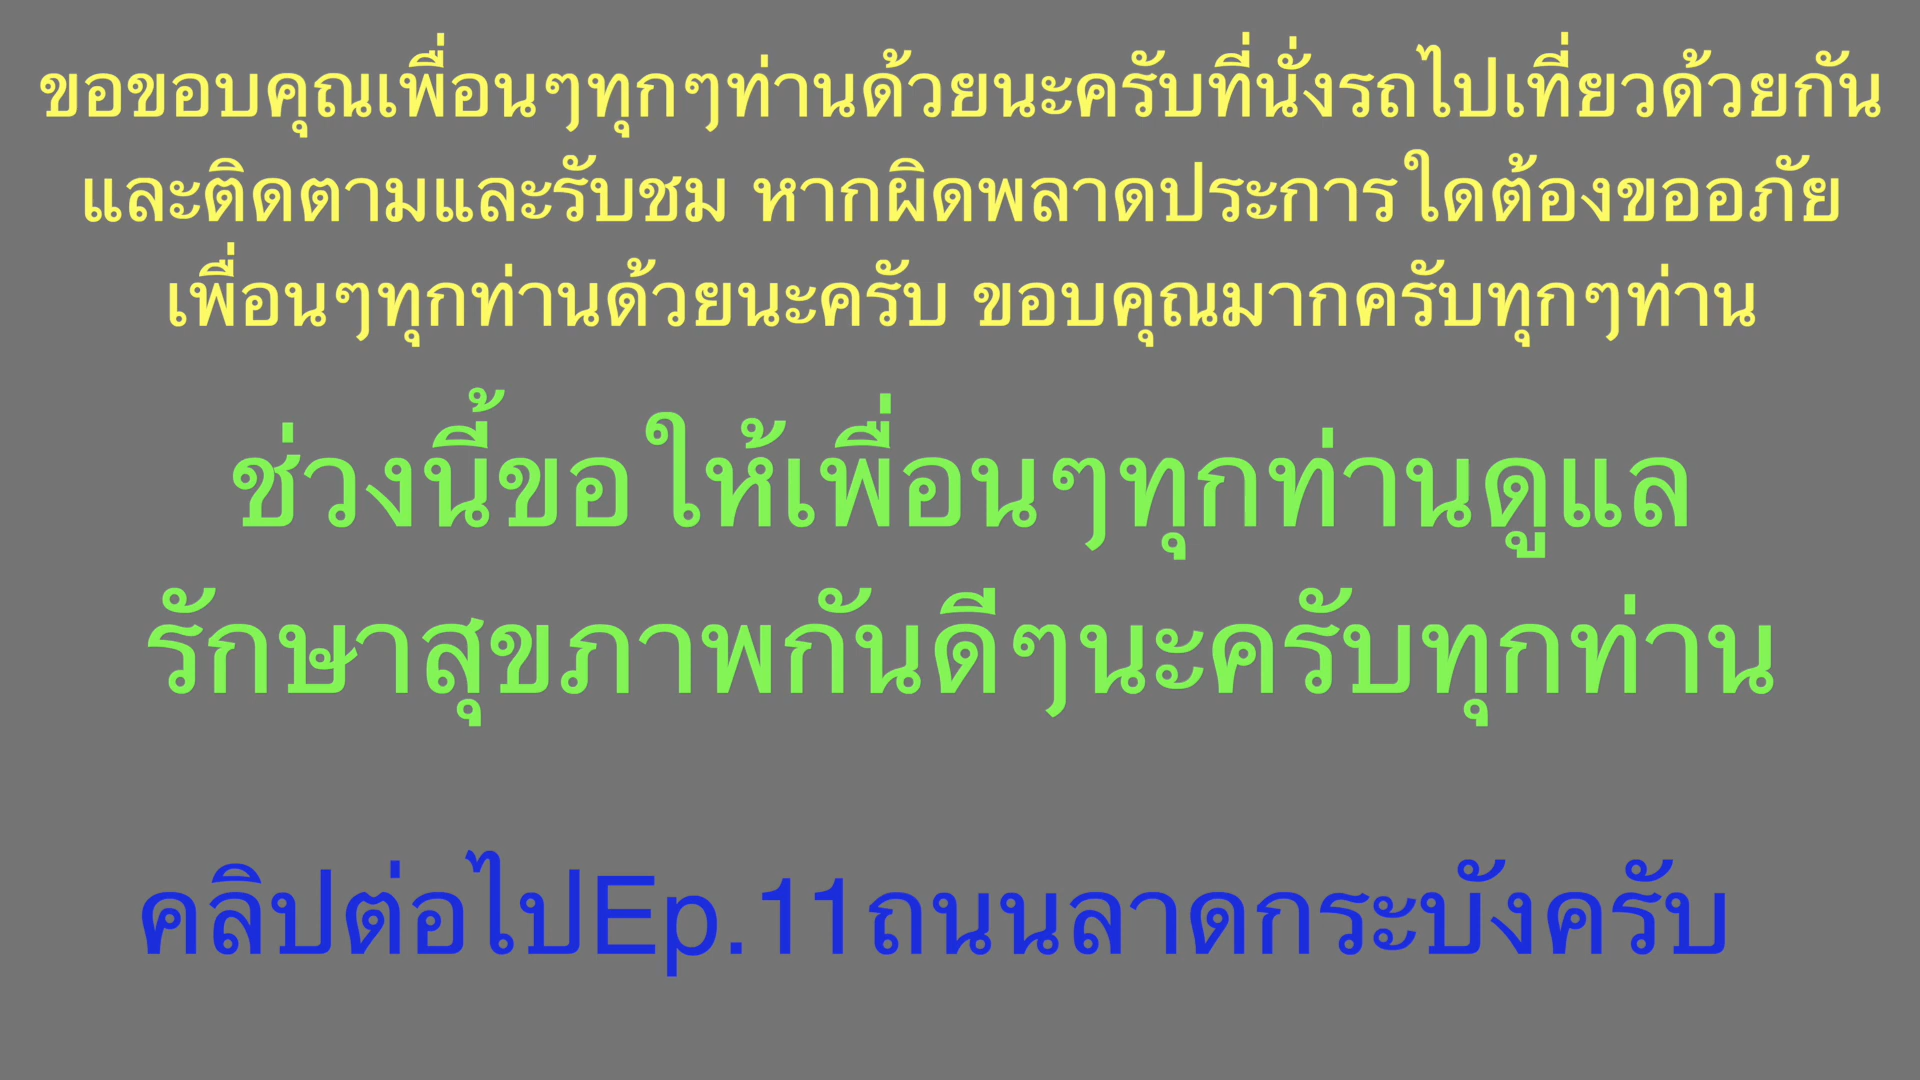 ขอขอบคุณเพื่อนๆทุกๆท่านด้วยนะครับที่นั่งรถไปเที่ยวด้วยกัน
และติดตามและรับชม หากผิดพลาดประการใดต้องขออภัย
เพื่อนๆทุกท่านด้วยนะครับ ขอบคุณมากครับทุกๆท่าน
ช่วงนี้ขอให้เพื่อนๆทุกท่านดูแล
รักษาสุขภาพกันดีๆนะครับทุกท่าน
คลิปต่อไปEp.11ถนนลาดกระบังครับ